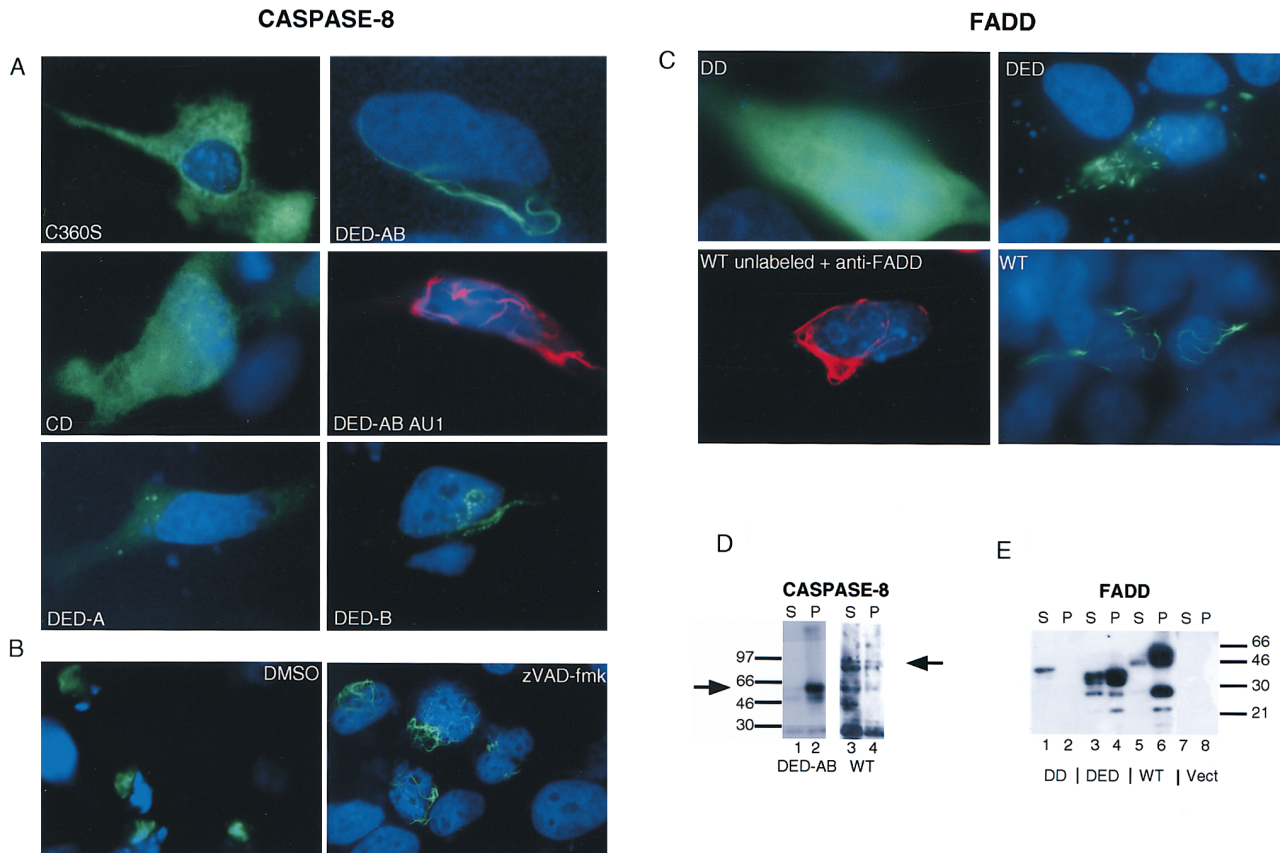 CASPASE-8
A
C360S
DED-AB
CD
DED-AB AU1
DED-A
DED-B
B
DMSO
zVAD-fmk
FADD
C
DD
DED
WT unlabeled + anti-FADD
WT
D
CASPASE-8
S P S P
97
66
46
30
1 2 3 4
DED-AB WT
E
FADD
S P S P S P S P
66
46
30
21
1 2 3 4 5 6 7 8
DD | DED | WT | Vect